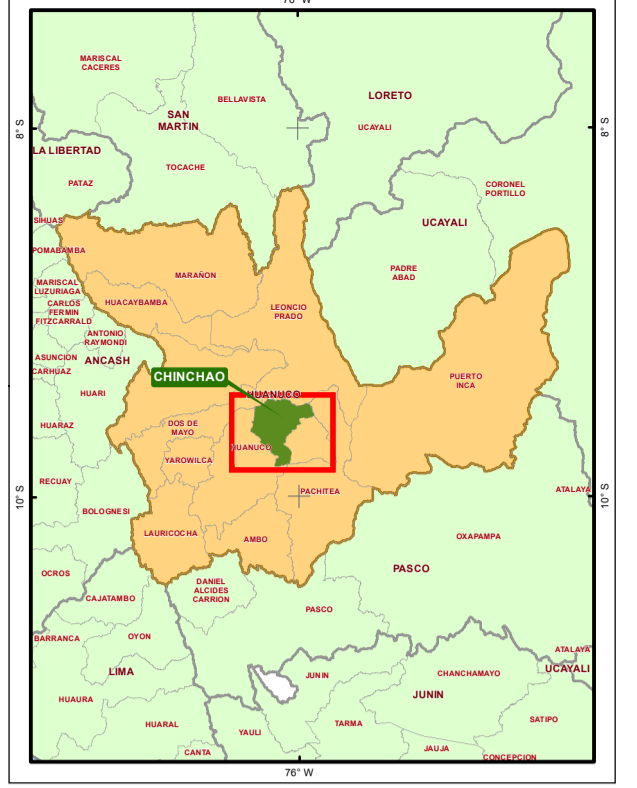 76° W
MARISCAL
CACERES
BELLAVISTA
LORETO
SAN
MARTIN
UCAYALI
8° S
8° S
LA LIBERTAD
TOCACHE
PATAZ
CORONEL
PORTILLO
SIHUAS
UCAYALI
POMABAMBA
MARAÑON
PADRE
ABAD
MARISCAL
LUZURIAGA
HUACAYBAMBA
LEONCIO
PRADO
CARLOS
FERMIN
FITZCARRALD
ANTONIO
RAYMONDI
ASUNCION
ANCASH
CARHUAZ
CHINCHAO
PUERTO
INCA
HUARI
HUANUCO
HUARAZ
DOS DE
MAYO
HUANUCO
YAROWILCA
RECUAY
PACHITEA
ATALAYA
10° S
10° S
BOLOGNESI
LAURICOCHA
AMBO
OXAPAMPA
OCROS
DANIEL
ALCIDES
CARRION
PASCO
CAJATAMBO
PASCO
BARRANCA
OYON
ATALAYA
LIMA
JUNIN
CHANCHAMAYO
UCAYALI
HUAURA
JUNIN
HUARAL
TARMA
SATIPO
YAULI
CANTA
JAUJA
CONCEPCION
76° W